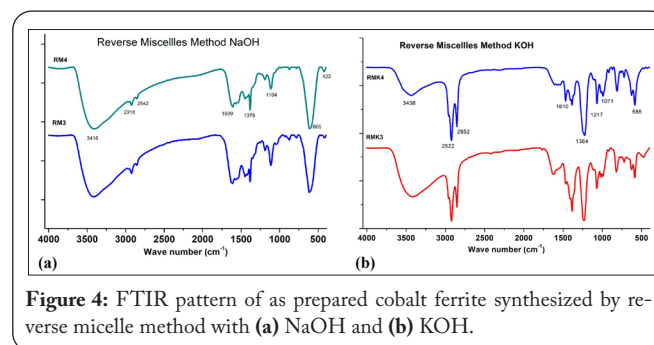 Reverse Miscellles Method NaOH
RM4
423
2918
2842
1609
1378
1104
605
3416
RM3
4000 3500 3000 2500 2000 1500 1000 500
Wave number (cm-1)
(a)
Reverse Miscellles Method KOH
RMK4
3438
2922
2852
1610
1304
1217
1071
588
RMK3
4000 3500 3000 2500 2000 1500 1000 500
Wave number (cm-1)
(b)
Figure 4: FTIR pattern of as prepared cobalt ferrite synthesized by re-
verse micelle method with (a) NaOH and (b) KOH.